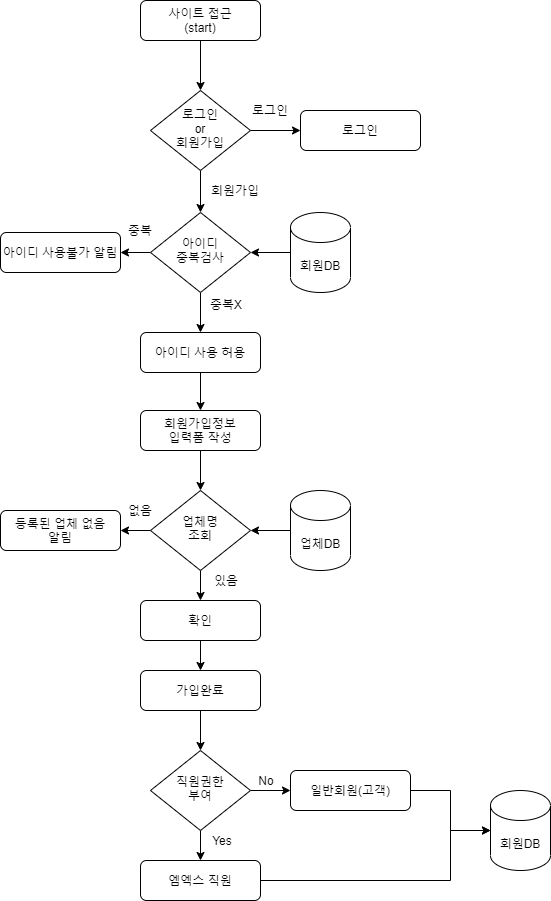 사이트 접근
(start)
로그인
or
회원가입
로그인
로그인
회원가입
아이디
중복검사
중복
아이디 사용불가 알림
회원DB
중복X
아이디 사용 허용
회원가입정보
입력폼 작성
업체명
조회
없음
등록된 업체 없음
알림
업체DB
있음
확인
가입완료
직원권한
부여
No
일반회원(고객)
회원DB
Yes
엠엑스 직원